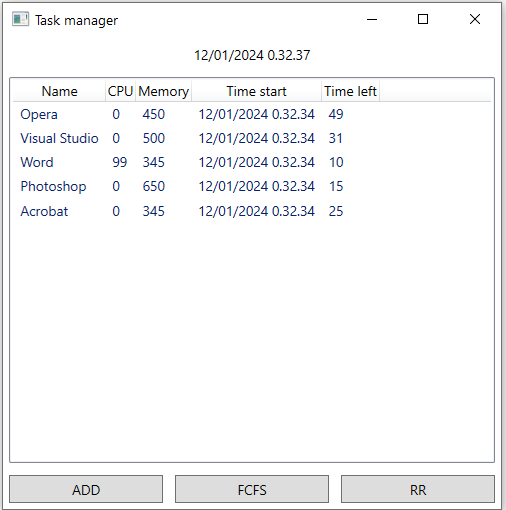 Task manager
12/01/2024 0.32.37
Name CPU Memory Time start Time left
Opera 0 450 12/01/2024 0.32.34 49
Visual Studio 0 500 12/01/2024 0.32.34 31
Word 99 345 12/01/2024 0.32.34 10
Photoshop 0 650 12/01/2024 0.32.34 15
Acrobat 0 345 12/01/2024 0.32.34 25
ADD FCFS RR